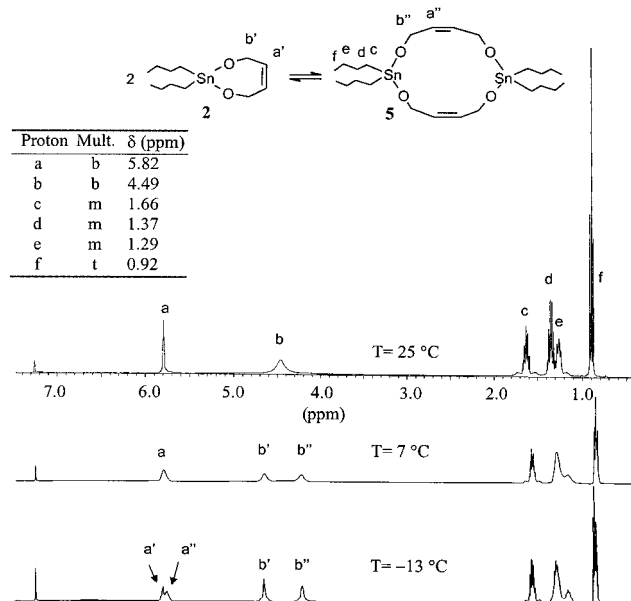 b' a'
2 Sn O O
2
b" a"
f e d c
Sn O O O O Sn
5
Proton Mult. δ (ppm)
a b 5.82
b b 4.49
c m 1.66
d m 1.37
e m 1.29
f t 0.92
a b c d e f
T= 25 °C
7.0 6.0 5.0 4.0 3.0 2.0 1.0
(ppm)
a b' b" T= 7 °C
a' a" b' b" T= −13 °C